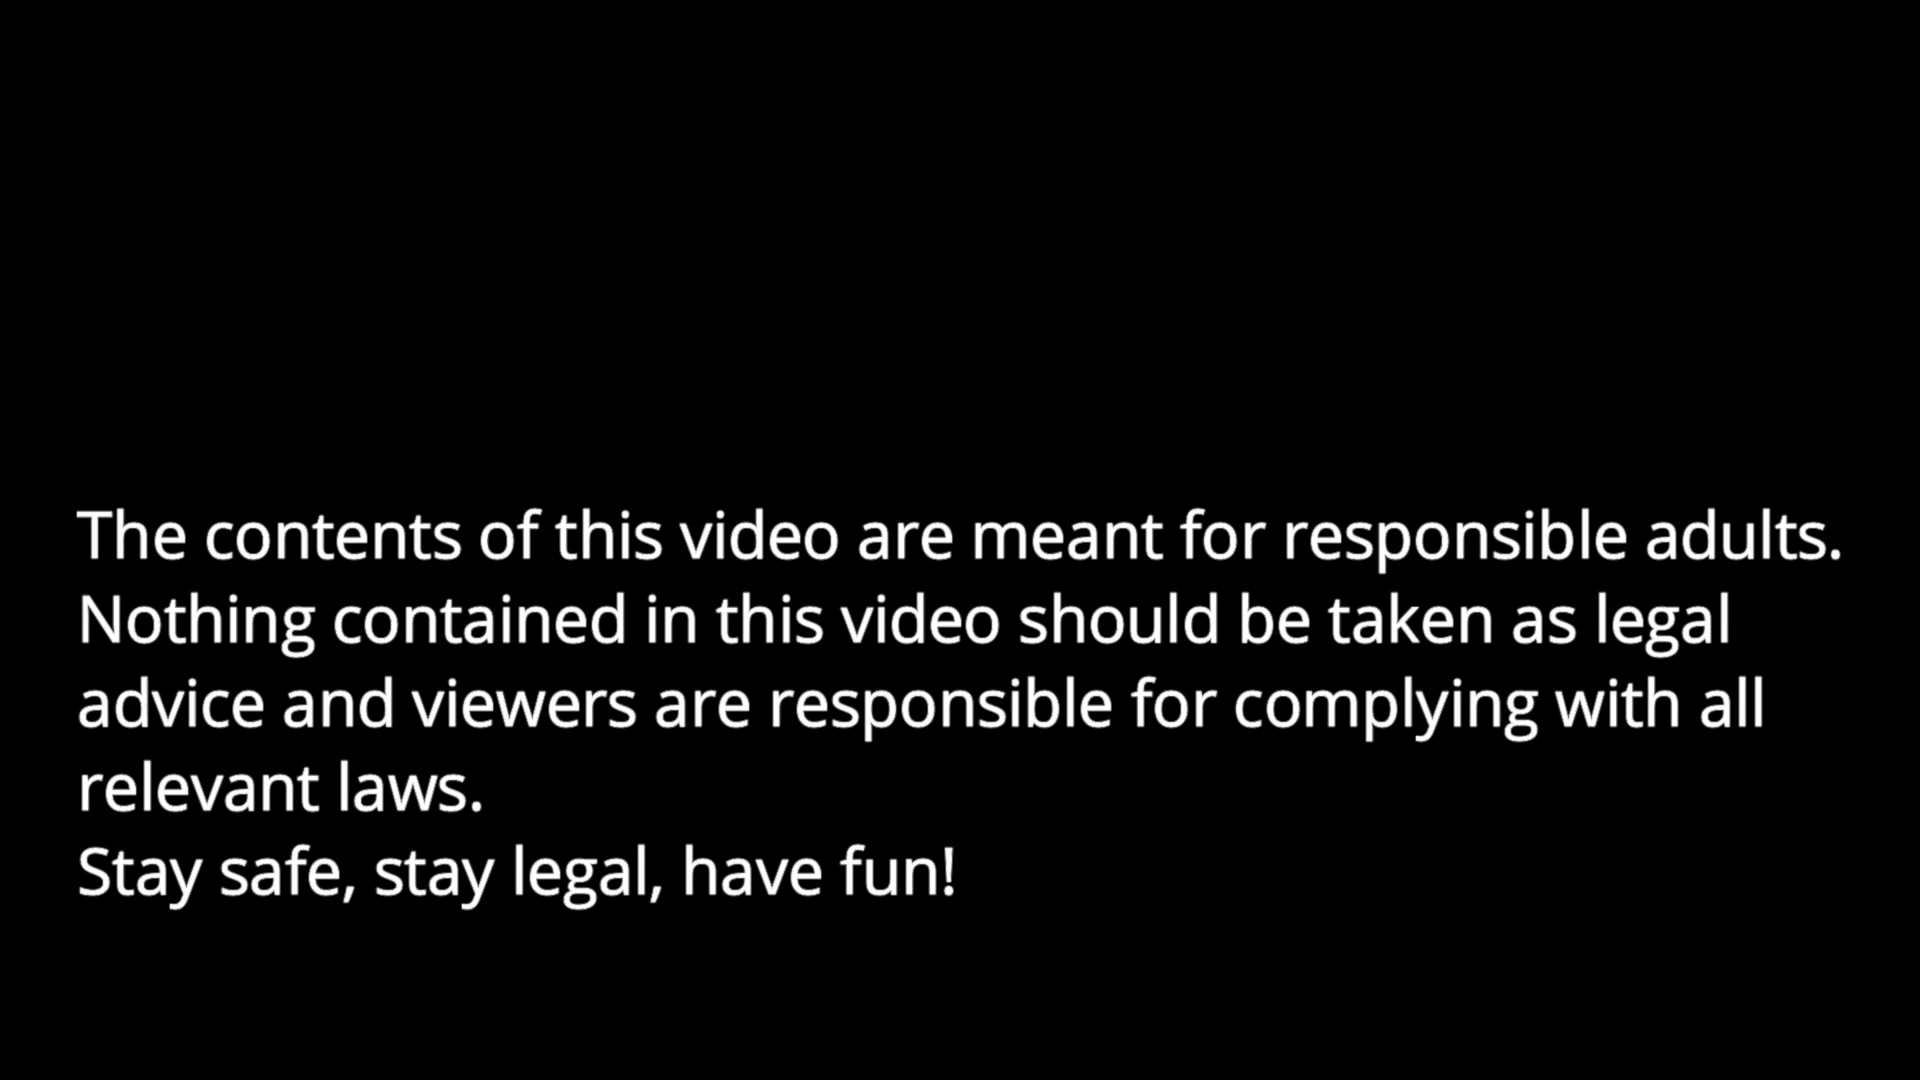 The contents of this video are meant for responsible adults.
Nothing contained in this video should be taken as legal
advice and viewers are responsible for complying with all
relevant laws.
Stay safe, stay legal, have fun!